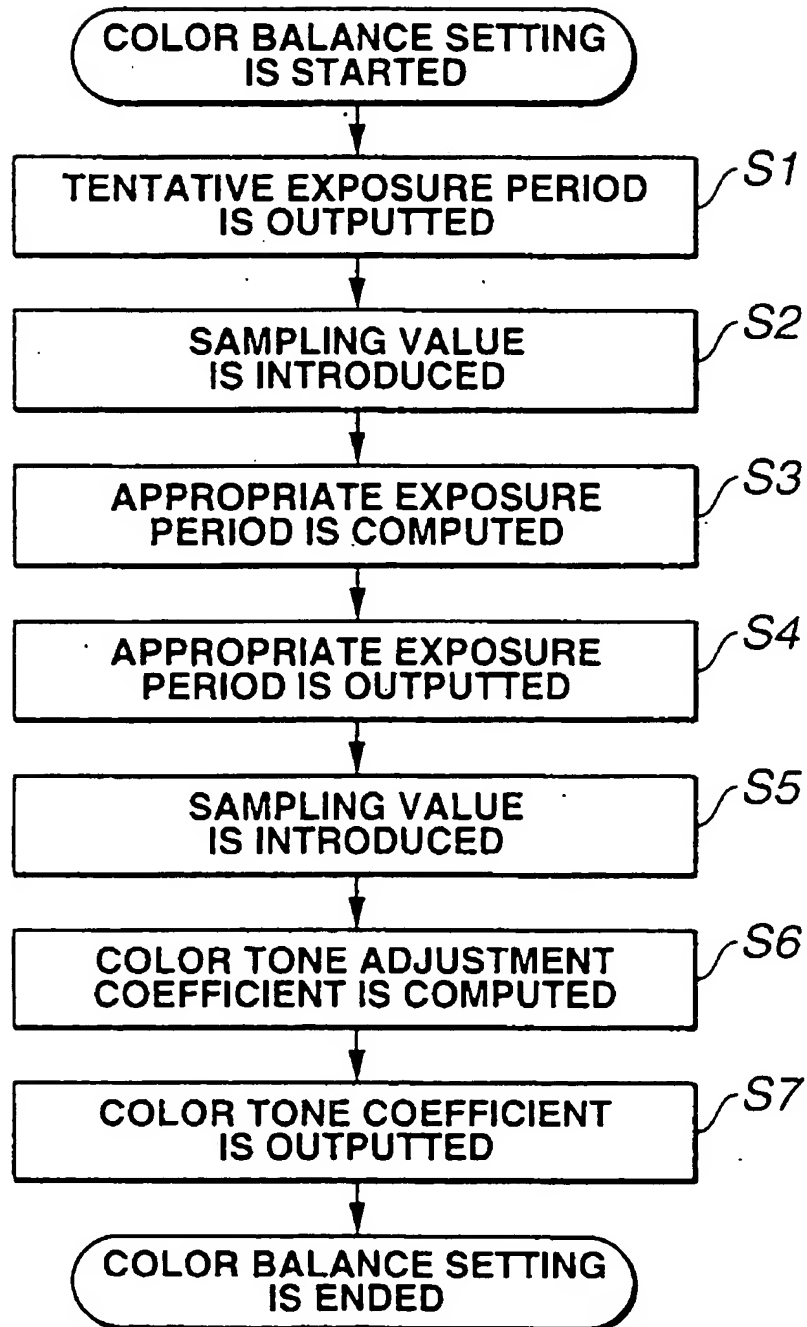 COLOR BALANCE SETTING
IS STARTED
TENTATIVE EXPOSURE PERIOD
IS OUTPUTTED
S1
SAMPLING VALUE
IS INTRODUCED
S2
APPROPRIATE EXPOSURE
PERIOD IS COMPUTED
S3
APPROPRIATE EXPOSURE
PERIOD IS OUTPUTTED
S4
SAMPLING VALUE
IS INTRODUCED
S5
COLOR TONE ADJUSTMENT
COEFFICIENT IS COMPUTED
S6
COLOR TONE COEFFICIENT
IS OUTPUTTED
S7
COLOR BALANCE SETTING
IS ENDED